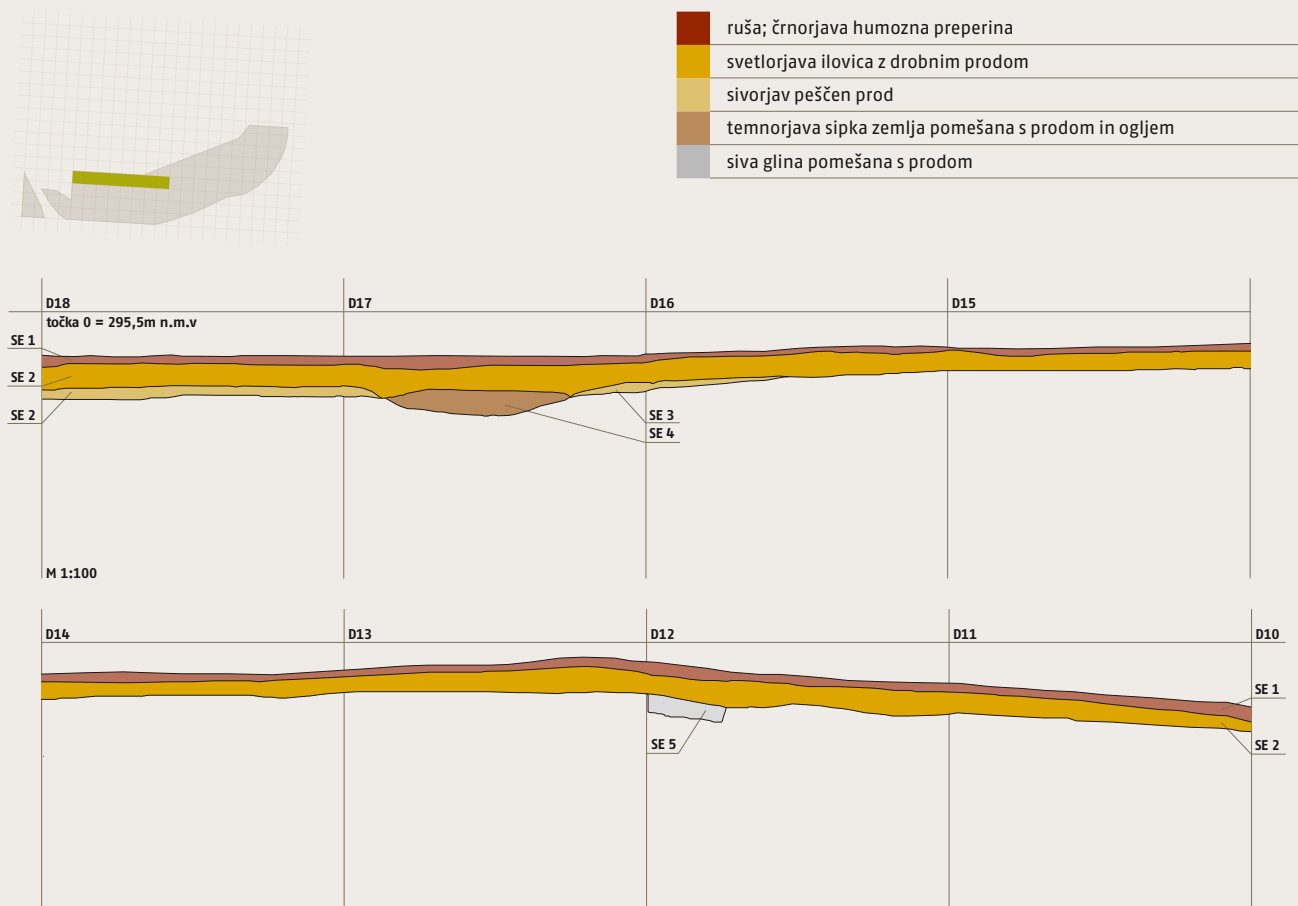 ruša; črnorjava humozna preperina
svetlorjava ilovica z drobnim prodom
sivorjav peščen prod
temnorjava sipka zemlja pomešana s prodom in ogljem
siva glina pomešana s prodom
D18
D17
D16
D15
točka 0 = 295,5m n.m.v
SE 1
SE 2
SE 2
SE 3
SE 4
M 1:100
D14
D13
D12
D11
D10
SE 1
SE 5
SE 2